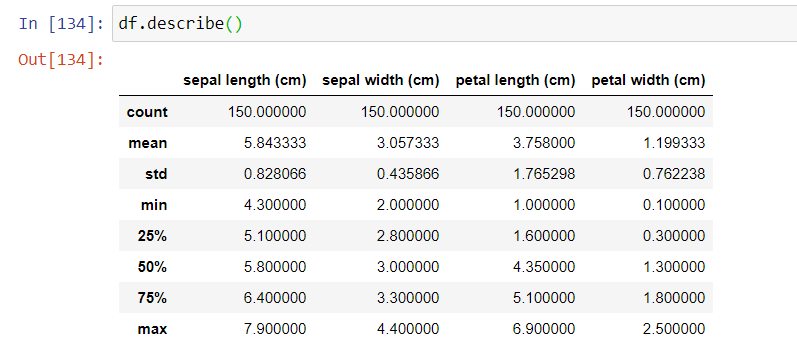 In [134]: df.describe()
Out[134]:
sepal length (cm) sepal width (cm) petal length (cm) petal width (cm)
count 150.000000 150.000000 150.000000 150.000000
mean 5.843333 3.057333 3.758000 1.199333
std 0.828066 0.435866 1.765298 0.762238
min 4.300000 2.000000 1.000000 0.100000
25% 5.100000 2.800000 1.600000 0.300000
50% 5.800000 3.000000 4.350000 1.300000
75% 6.400000 3.300000 5.100000 1.800000
max 7.900000 4.400000 6.900000 2.500000